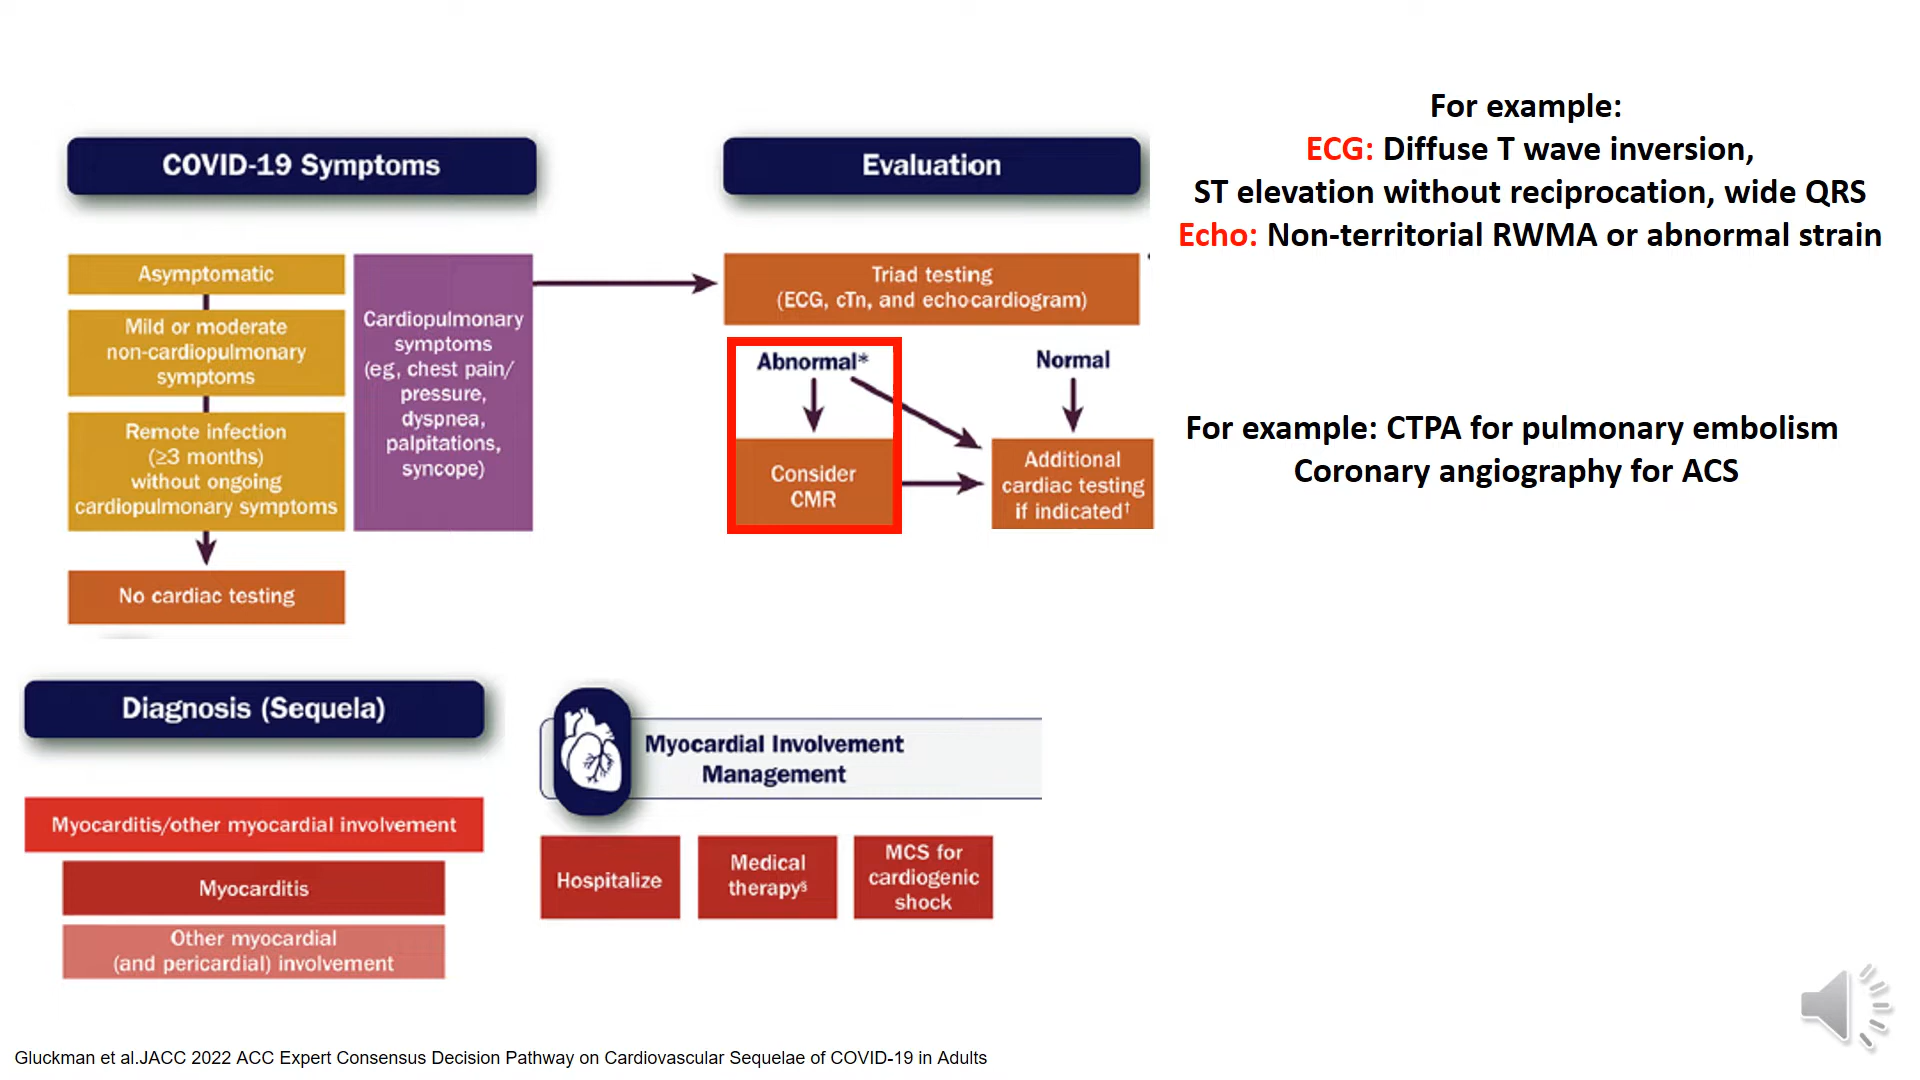 COVID-19 Symptoms
Asymptomatic
Mild or moderate
non-cardiopulmonary
symptoms
Remote infection
(≥3 months)
without ongoing
cardiopulmonary symptoms
No cardiac testing
Cardiopulmonary
symptoms
(eg, chest pain/
pressure,
dyspnea,
palpitations,
syncope)
Evaluation
Triad testing
(ECG, cTn, and echocardiogram)
Abnormal*
Normal
Consider
CMR
Additional
cardiac testing
if indicated†
For example:
ECG: Diffuse T wave inversion,
ST elevation without reciprocation, wide QRS
Echo: Non-territorial RWMA or abnormal strain
For example: CTPA for pulmonary embolism
Coronary angiography for ACS
Diagnosis (Sequela)
Myocarditis/other myocardial involvement
Myocarditis
Other myocardial
(and pericardial) involvement
Myocardial Involvement
Management
Hospitalize
Medical
therapy§
MCS for
cardiogenic
shock
Gluckman et al.JACC 2022 ACC Expert Consensus Decision Pathway on Cardiovascular Sequelae of COVID-19 in Adults